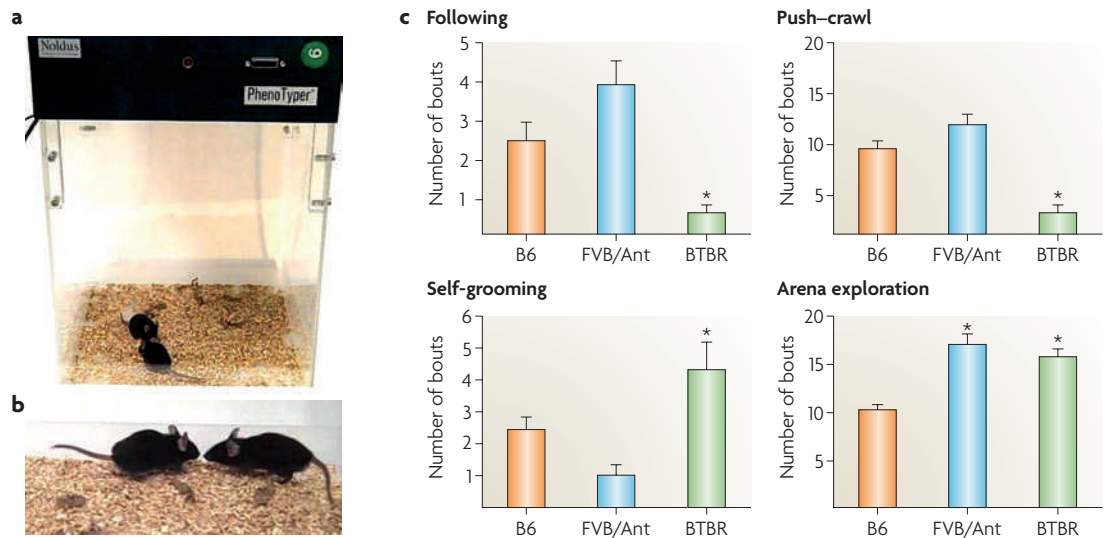 a
Noldus
6
PhenoTyper
b
c Following
Number of bouts
5
4
3
2
1
*
B6 FVB/Ant BTBR
Push–crawl
Number of bouts
20
15
10
5
*
B6 FVB/Ant BTBR
Self-grooming
Number of bouts
6
5
4
3
2
1
*
B6 FVB/Ant BTBR
Arena exploration
Number of bouts
20
15
10
5
* *
B6 FVB/Ant BTBR